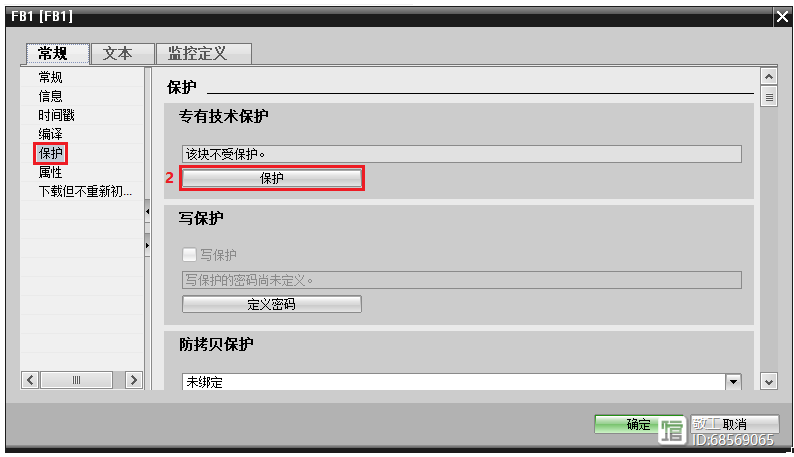 FB1 [FB1]
常规 文本 监控定义
常规
信息
时间戳
编译
保护
属性
下载但不重新初...
保护
专有技术保护
该块不受保护。
2 保护
写保护
写保护
写保护的密码尚未定义。
定义密码
防拷贝保护
未绑定
确定 敬工 取消
ID:68569065